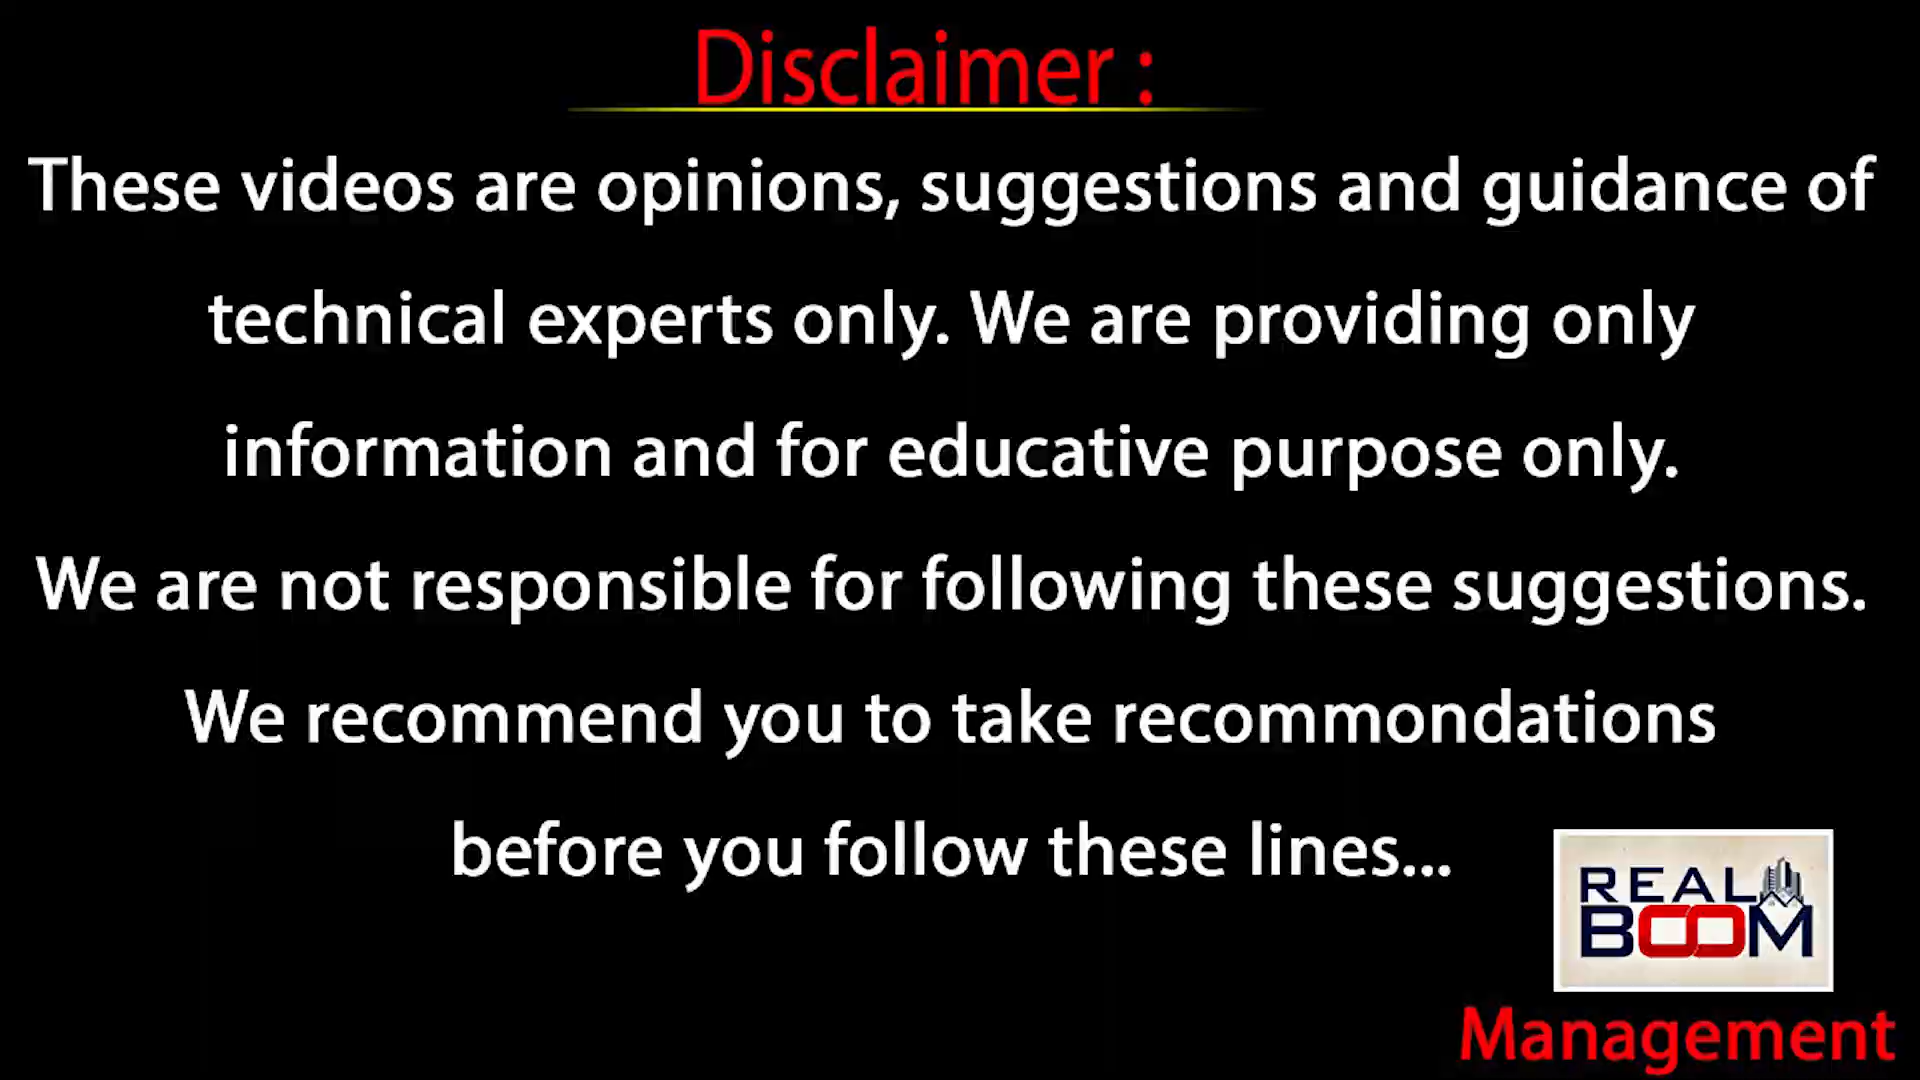 Disclaimer :
These videos are opinions, suggestions and guidance of
technical experts only. We are providing only
information and for educative purpose only.
We are not responsible for following these suggestions.
We recommend you to take recommondations
before you follow these lines...
REAL
BOOM
Management